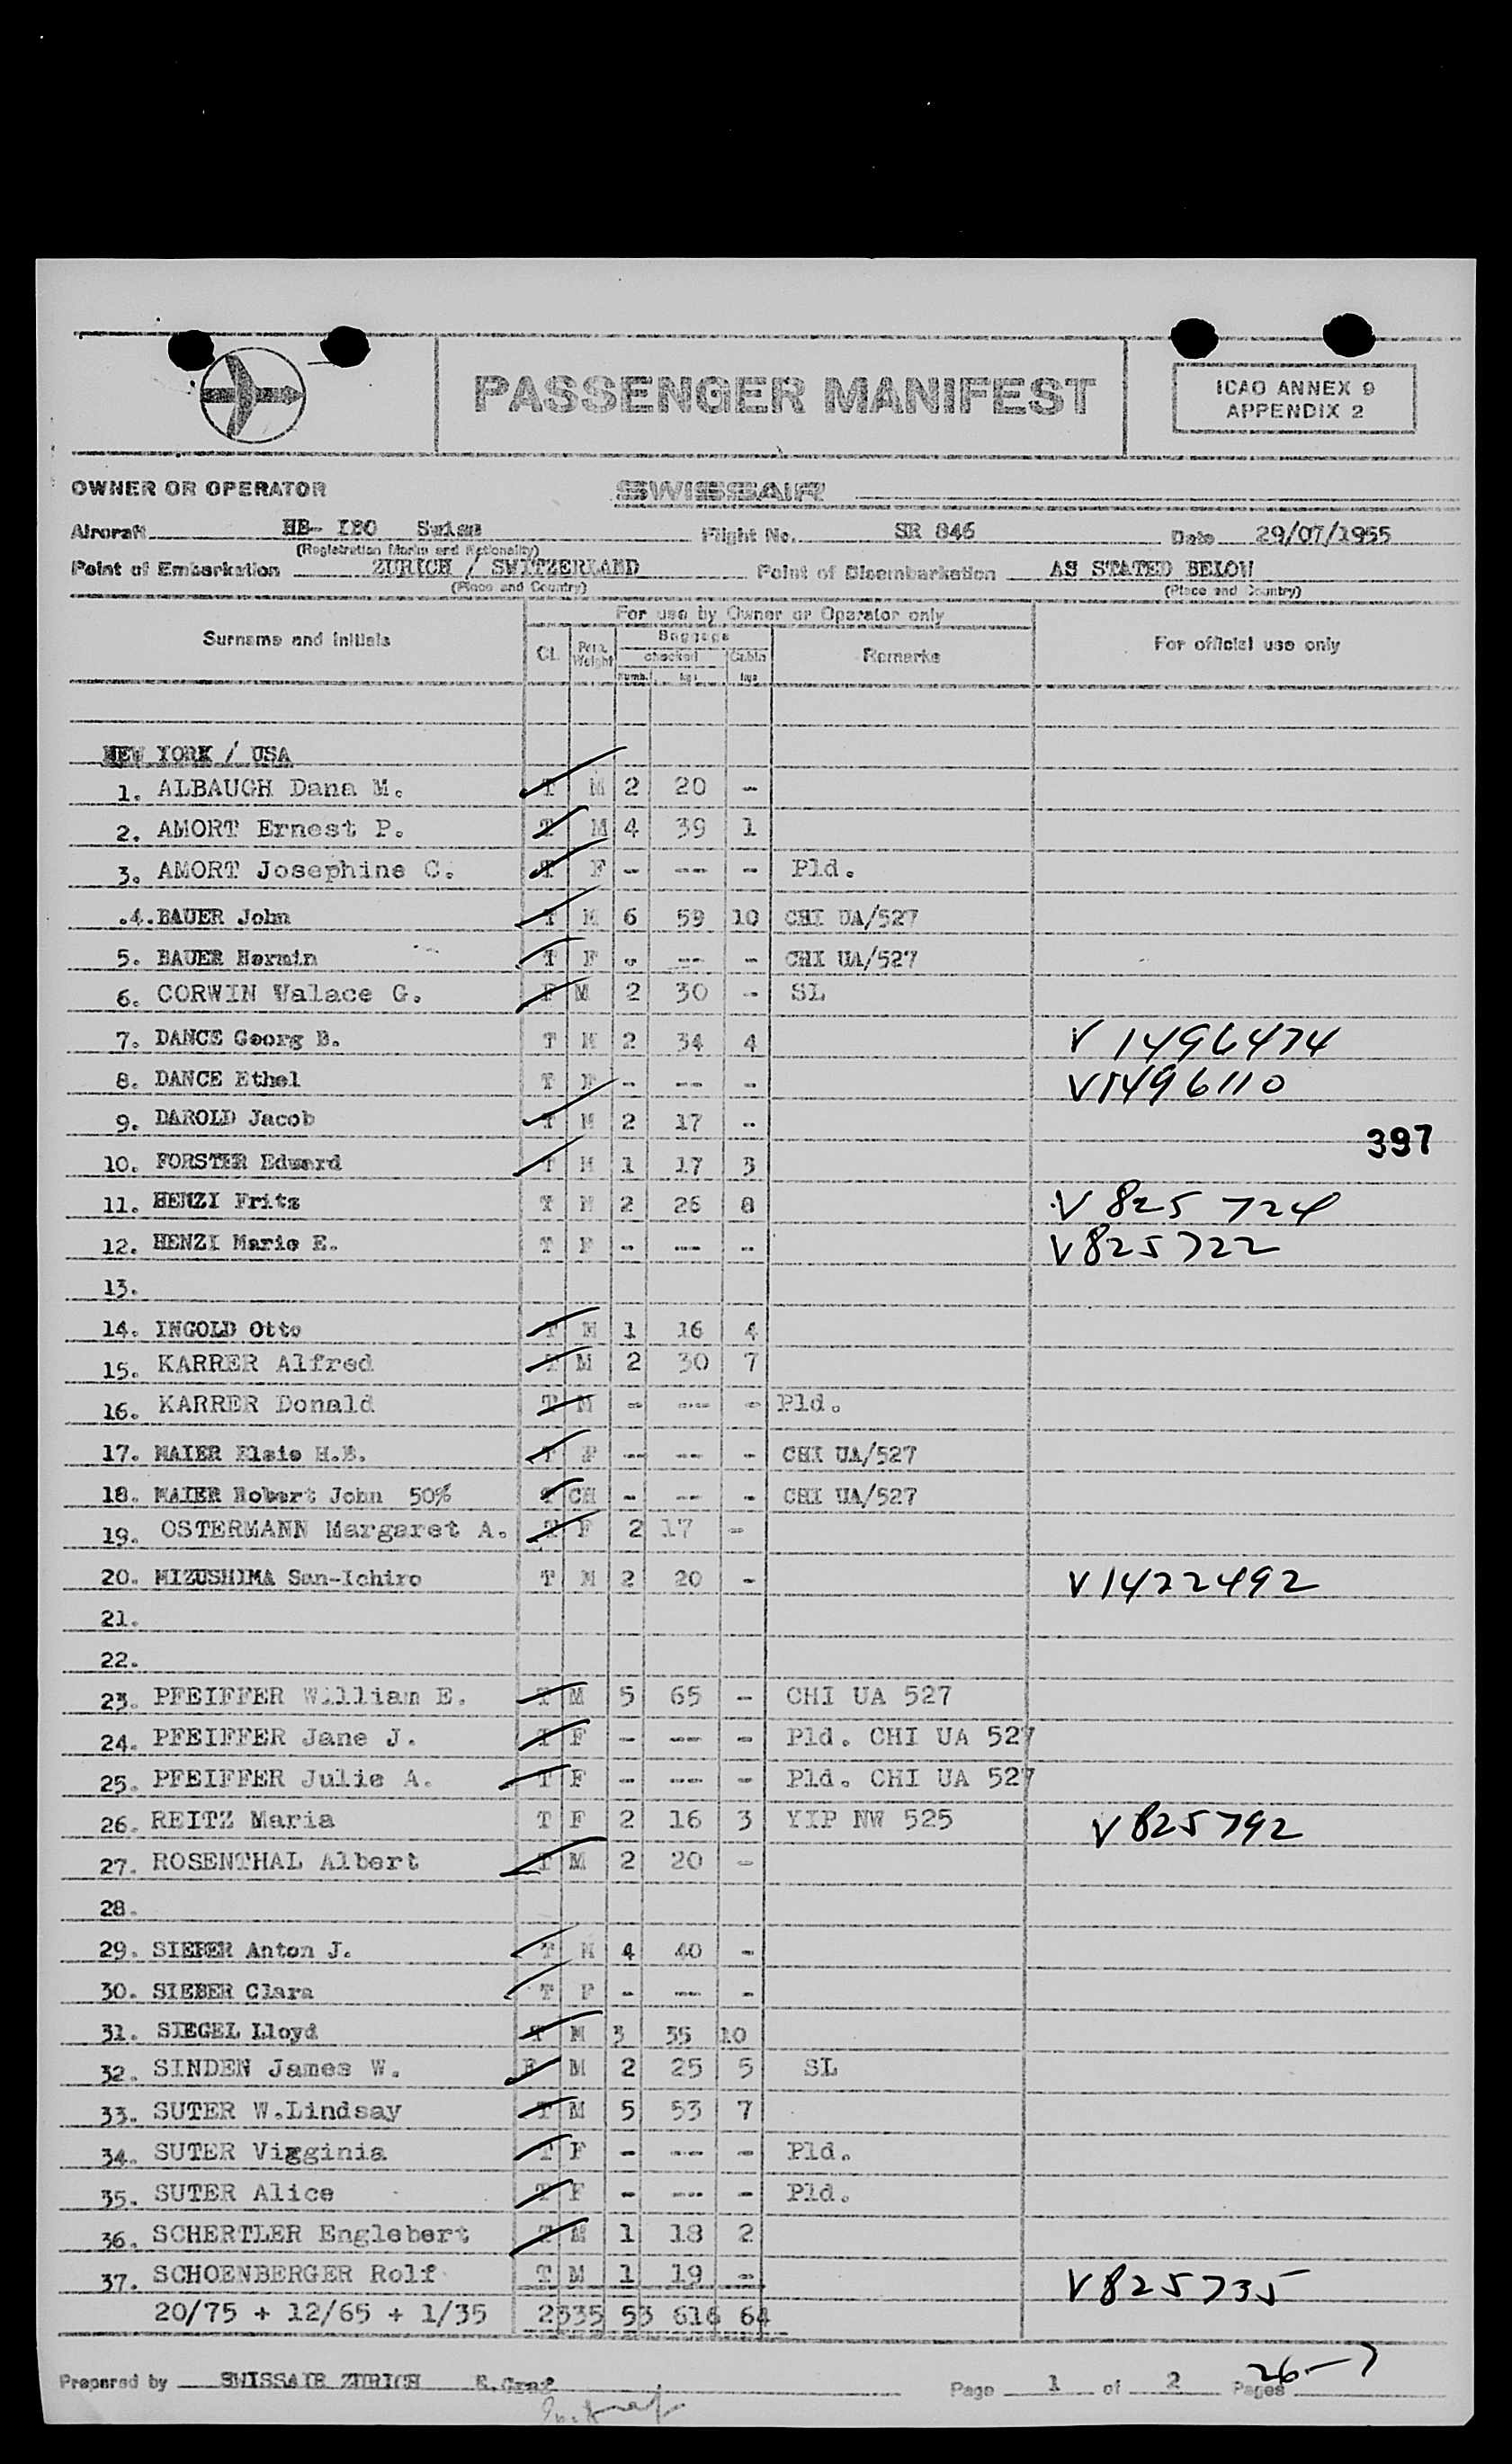 PASSENGER MANIFEST
ICAO ANNEX 9
APPENDIX 2
OWNER OR OPERATOR SWISSAIR
Aircraft HB- IBO Swiss Flight No. SR 846 Date 29/07/1955
(Registration Marks and Nationality)
Point of Embarkation ZURICH / SWITZERLAND Point of Disembarkation AS STATED BELOW
(Place and Country) (Place and Country)
For use by Owner or Operator only
Surname and initials CL Pers. Weight Baggage checked Numb. kgs Cabin kgs Remarks For official use only
NEW YORK / USA
1. ALBAUGH Dana M. T M 2 20 -
2. AMORT Ernest P. T M 4 39 1
3. AMORT Josephine C. T F - --- - Pld.
4. BAUER John T M 6 59 10 CHI UA/527
5. BAUER Hermin T F - -- - CHI UA/527
6. CORWIN Walace G. F M 2 30 - SL
7. DANCE Georg B. T M 2 34 4 V 1496474
8. DANCE Ethel T F - -- - V1496110
9. DAROLD Jacob T M 2 17 -
397
10. FORSTER Edward T M 1 17 3
11. HENZI Fritz T M 2 26 8 V 825 724
12. HENZI Marie E. T F - --- - V825722
13.
14. INGOLD Otto T M 1 16 4
15. KARRER Alfred T M 2 30 7
16. KARRER Donald T M - --- - Pld.
17. MAIER Elsie H.B. T F -- -- - CHI UA/527
18. MAIER Robert John 50% T CH - -- - CHI UA/527
19. OSTERMANN Margaret A. T F 2 17 -
20. MIZUSHIMA San-Ichiro T M 2 20 - V1422492
21.
22.
23. PFEIFFER William E. T M 5 65 - CHI UA 527
24. PFEIFFER Jane J. T F - --- - Pld. CHI UA 527
25. PFEIFFER Julie A. T F - --- - Pld. CHI UA 527
26. REITZ Maria T F 2 16 3 YIP NW 525 V825792
27. ROSENTHAL Albert T M 2 20 -
28.
29. SIEBER Anton J. T M 4 40 -
30. SIEBER Clara T F - --- -
31. SIEGEL Lloyd T M 3 35 10
32. SINDEN James W. F M 2 25 5 SL
33. SUTER W.Lindsay T M 5 53 7
34. SUTER Virginia T F - --- - Pld.
35. SUTER Alice T F - --- - Pld.
36. SCHERTLER Englebert T M 1 18 2
37. SCHOENBERGER Rolf T M 1 19 - V825735
20/75 + 12/65 + 1/35 2335 53 616 64
Prepared by SWISSAIR ZURICH E.Graf Page 1 of 2 Pages 26-7